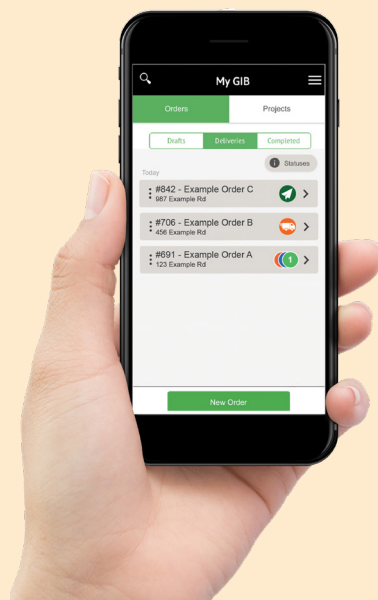 My GIB
Orders Projects
Drafts Deliveries Completed
i Statuses
Today
#842 - Example Order C
987 Example Rd
#706 - Example Order B
456 Example Rd
#691 - Example Order A
1
123 Example Rd
New Order